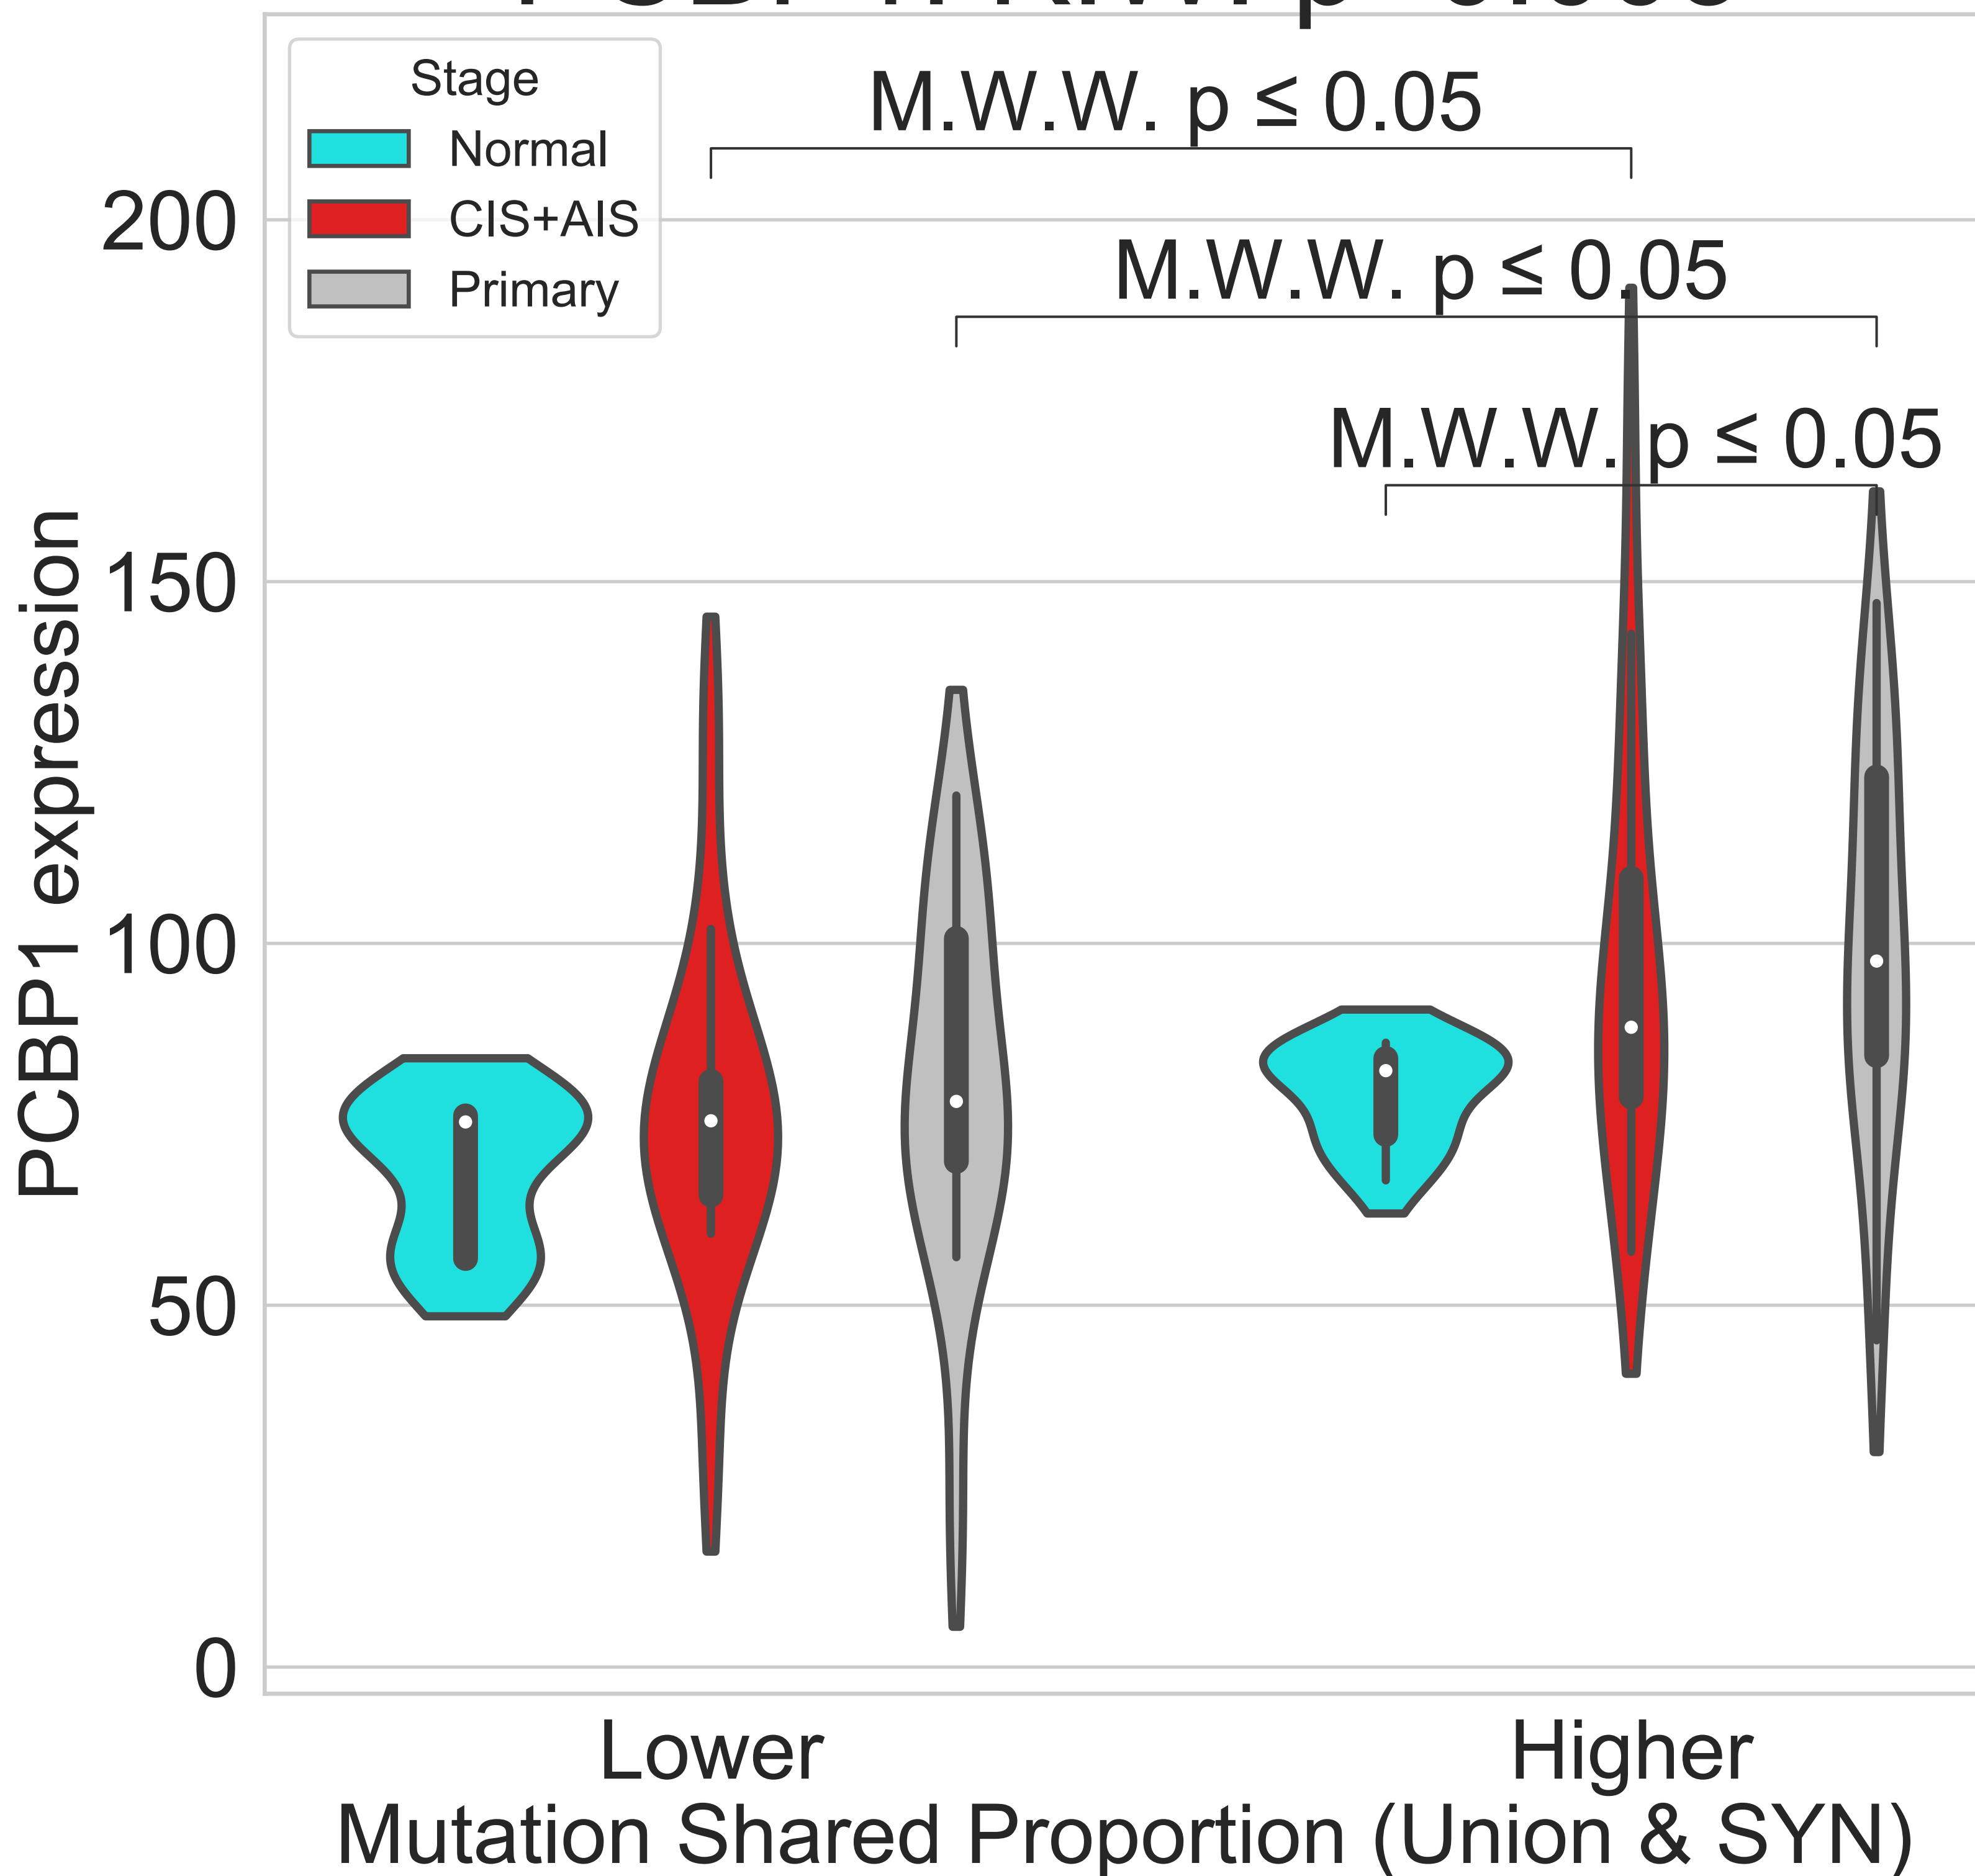 Stage
Normal
CIS+AIS
Primary
M.W.W. p ≤ 0.05
M.W.W. p ≤ 0.05
M.W.W. p ≤ 0.05
200
150
100
50
0
PCBP1 expression
Lower
Higher
Mutation Shared Proportion (Union & SYN)